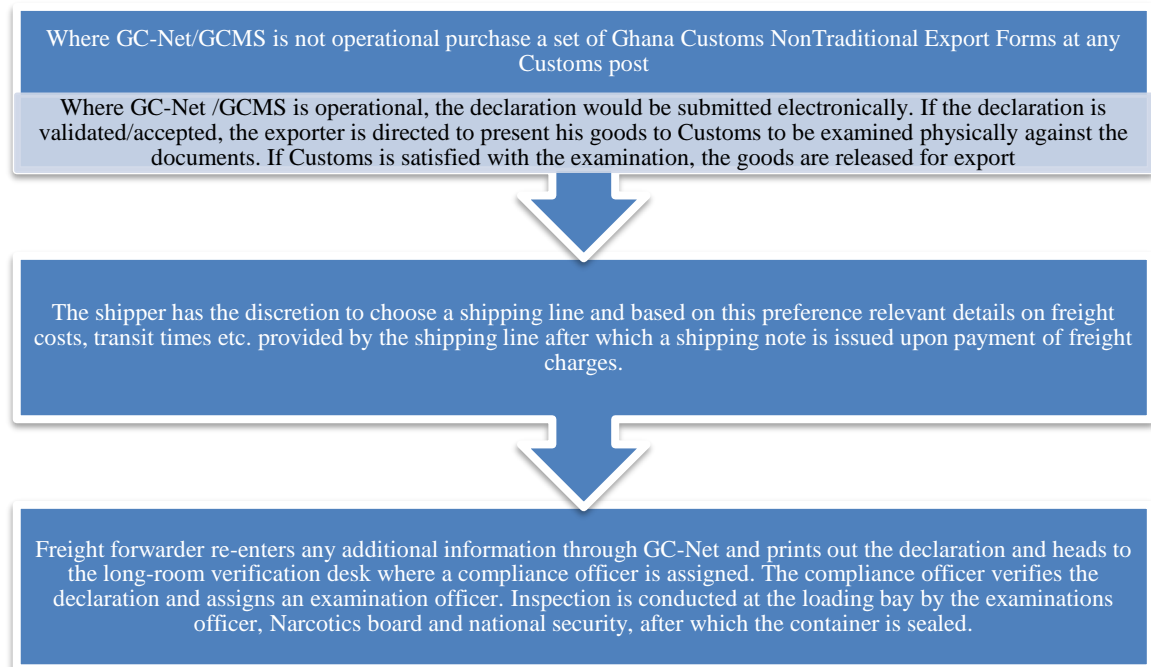 Where GC-Net/GCMS is not operational purchase a set of Ghana Customs NonTraditional Export Forms at any
Customs post
Where GC-Net /GCMS is operational, the declaration would be submitted electronically. If the declaration is
validated/accepted, the exporter is directed to present his goods to Customs to be examined physically against the
documents. If Customs is satisfied with the examination, the goods are released for export
The shipper has the discretion to choose a shipping line and based on this preference relevant details on freight
costs, transit times etc. provided by the shipping line after which a shipping note is issued upon payment of freight
charges.
Freight forwarder re-enters any additional information through GC-Net and prints out the declaration and heads to
the long-room verification desk where a compliance officer is assigned. The compliance officer verifies the
declaration and assigns an examination officer. Inspection is conducted at the loading bay by the examinations
officer, Narcotics board and national security, after which the container is sealed.